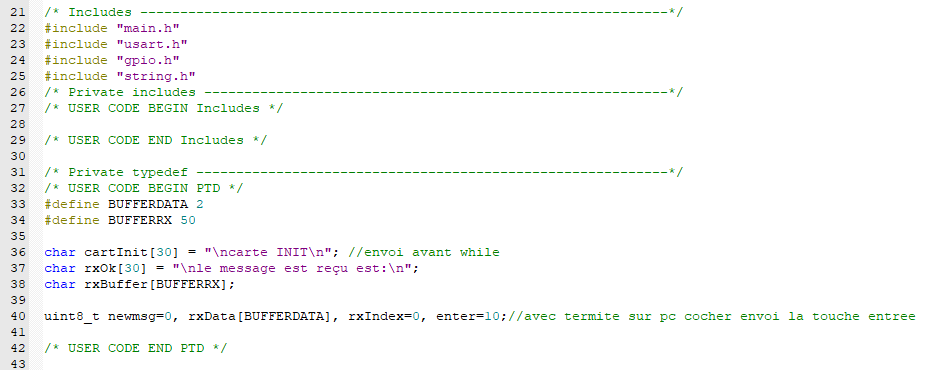 21 /* Includes ------------------------------------------------------------------*/
22 #include "main.h"
23 #include "usart.h"
24 #include "gpio.h"
25 #include "string.h"
26 /* Private includes ----------------------------------------------------------*/
27 /* USER CODE BEGIN Includes */
28
29 /* USER CODE END Includes */
30
31 /* Private typedef -----------------------------------------------------------*/
32 /* USER CODE BEGIN PTD */
33 #define BUFFERDATA 2
34 #define BUFFERRX 50
35
36 char cartInit[30] = "\ncarte INIT\n"; //envoi avant while
37 char rxOk[30] = "\nle message est reçu est:\n";
38 char rxBuffer[BUFFERRX];
39
40 uint8_t newmsg=0, rxData[BUFFERDATA], rxIndex=0, enter=10;//avec termite sur pc cocher envoi la touche entree
41
42 /* USER CODE END PTD */
43